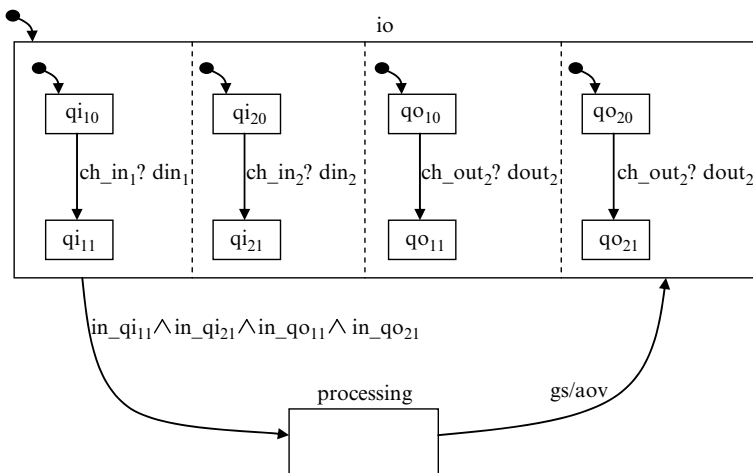 io
qi10 qi20 qo10 qo20
ch_in1? din1 ch_in2? din2 ch_out2? dout2 ch_out2? dout2
qi11 qi21 qo11 qo21
in_qi11∧in_qi21∧in_qo11∧ in_qo21
processing gs/aov